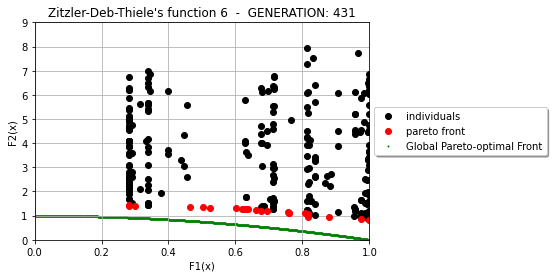 Zitzler-Deb-Thiele's function 6 - GENERATION: 431
9
8
7
6
5
4
3
2
1
0
F2(x)
0.0 0.2 0.4 0.6 0.8 1.0
F1(x)
individuals
pareto front
Global Pareto-optimal Front